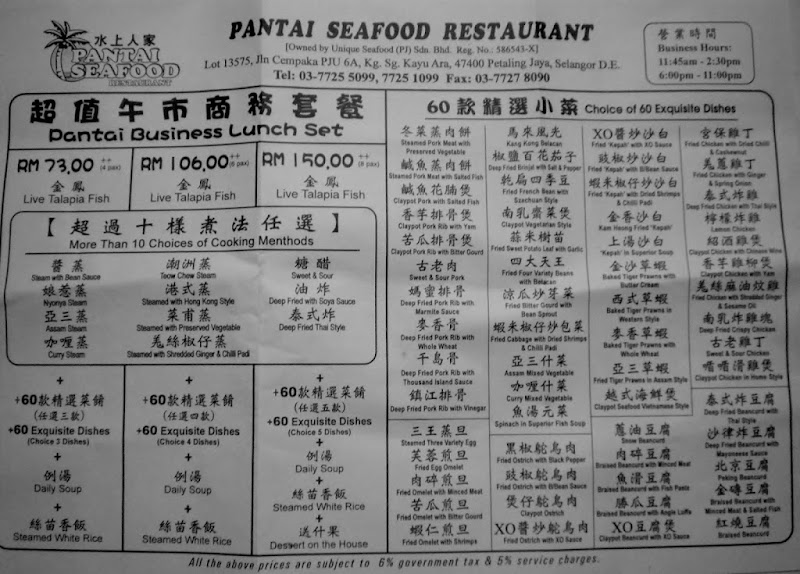 水上人家
PANTAI
SEAFOOD
RESTAURANT
PANTAI SEAFOOD RESTAURANT
[Owned by Unique Seafood (PJ) Sdn. Bhd. Reg. No.: 586543-X]
Lot 13575, Jln Cempaka PJU 6A, Kg. Sg. Kayu Ara, 47400 Petaling Jaya, Selangor D.E.
Tel: 03-7725 5099, 7725 1099 Fax: 03-7727 8090
營業時間
Business Hours:
11:45am - 2:30pm
6:00pm - 11:00pm
超值午市商務套餐
Pantai Business Lunch Set
RM 73.00 ++ (4 pax)
金鳳
Live Talapia Fish
RM 106.00 ++ (6 pax)
金鳳
Live Talapia Fish
RM 150.00 ++ (8 pax)
金鳳
Live Talapia Fish
【超過十樣煮法任選】
More Than 10 Choices of Cooking Menthods
醬蒸
Steam with Bean Sauce
娘惹蒸
Nyonya Steam
亞三蒸
Assam Steam
咖喱蒸
Curry Steam
潮洲蒸
Teow Chew Steam
港式蒸
Steamed with Hong Kong Style
菜甫蒸
Steamed with Preserved Vegetable
羗絲椒仔蒸
Steamed with Shredded Ginger & Chilli Padi
糖醋
Sweet & Sour
油炸
Deep Fried with Soya Sauce
泰式炸
Deep Fried Thai Style
+
+60款精選菜餚
(任選三款)
+60 Exquisite Dishes
(Choice 3 Dishes)
+
例湯
Daily Soup
+
絲苗香飯
Steamed White Rice
+
+60款精選菜餚
(任選四款)
+60 Exquisite Dishes
(Choice 4 Dishes)
+
例湯
Daily Soup
+
絲苗香飯
Steamed White Rice
+
+60款精選菜餚
(任選五款)
+60 Exquisite Dishes
(Choice 5 Dishes)
+
例湯
Daily Soup
+
絲苗香飯
Steamed White Rice
+
送什果
Dessert on the House
60款精選小菜 Choice of 60 Exquisite Dishes
冬菜蒸肉餅
Steamed Pork Meat with
Preserved Vegetable
鹹魚蒸肉餅
Steamed Pork Meat with Salted Fish
鹹魚花腩煲
Claypot Pork with Salted Fish
香芋排骨煲
Claypot Pork Rib with Yam
苦瓜排骨煲
Claypot Pork Rib with Bitter Gourd
古老肉
Sweet & Sour Pork
媽蜜排骨
Deep Fried Pork Rib with
Marmite Sauce
麥香骨
Deep Fried Pork Rib with
Whole Wheat
千島骨
Deep Fried Pork Rib with
Thousand Island Sauce
鎮江排骨
Deep Fried Pork Rib with Vinegar
三王蒸旦
Steamed Three Variety Egg
芙蓉煎旦
Fried Egg Omelet
肉碎煎旦
Fried Omelet with Minced Meat
苦瓜煎旦
Fried Omelet with Bitter Gourd
蝦仁煎旦
Fried Omelet with Shrimps
馬來風光
Kang Kong Belacan
椒鹽百花茄子
Deep Fried Brinjal with Salt & Pepper
乾煸四季豆
Fried French Bean with
Szechuan Style
南乳齋菜煲
Claypot Vegetable
蒜米樹苗
Fried Sweet Potato Leaf with Garlic
四大天王
Fried Four Variety Beans
with Belacan
涼瓜炒芽菜
Fried Bitter Gourd with
Bean Sprout
蝦米椒仔炒包菜
Fried Cabbage with Dried Shrimps
& Chilli Padi
亞三什菜
Assam Mixed Vegetable
咖喱什菜
Curry Mixed Vegetable
魚湯元菜
Spinach in Superior Fish Soup
黑椒鴕鳥肉
Fried Ostrich with Black Pepper
豉椒鴕鳥肉
Fried Ostrich with B/Bean Sauce
煲仔鴕鳥肉
Claypot Ostrich
XO醬炒鴕鳥肉
Fried Ostrich with XO Sauce
XO醬炒沙白
Fried 'Kepah' with XO Sauce
豉椒炒沙白
Fried 'Kepah' with B/Bean Sauce
蝦米椒仔炒沙白
Fried 'Kepah' with Dried Shrimps
& Chilli Padi
金香沙白
Kam Heong Fried 'Kepah'
上湯沙白
'Kepah' in Superior Soup
金沙草蝦
Baked Tiger Prawns with
Butter Cream
西式草蝦
Baked Tiger Prawns in
Western Style
麥香草蝦
Baked Tiger Prawns with
Whole Wheat
亞三草蝦
Fried Tiger Prawns in Assam Style
越式海鮮煲
Claypot Seafood Vietnamese Style
蔥油豆腐
Snow Beancurd
肉碎豆腐
Braised Beancurd with Minced Meat
魚滑豆腐
Braised Beancurd with Fish Paste
勝瓜豆腐
Braised Beancurd with Angle Luffa
XO豆腐煲
Claypot Beancurd with XO Sauce
宮保雞丁
Fried Chicken with Dried Chilli
& Cashewnut
羗蔥雞丁
Fried Chicken with Ginger
& Spring Onion
泰式炸雞
Deep Fried Chicken with Thai Style
檸檬炸雞
Lemon Chicken
紹酒雞煲
Claypot Chicken with Chinese Wine
香芋雞柳煲
Claypot Chicken with Yam
羗絲麻油炆雞
Fried Chicken with Shredded Ginger
& Sesame Oil
南乳炸雞塊
Deep Fried Crispy Chicken
古老雞丁
Sweet & Sour Chicken
啫啫滑雞煲
Claypot Chicken in Home Style
泰式炸豆腐
Deep Fried Beancurd with
Thai Style
沙律炸豆腐
Deep Fried Beancurd with
Mayonnese Sauce
北京豆腐
Peking Beancurd
金磚豆腐
Braised Beancurd with
Minced Meat & Salted Fish
紅燒豆腐
Braised Beancurd
All the above prices are subject to 6% government tax & 5% service charges.